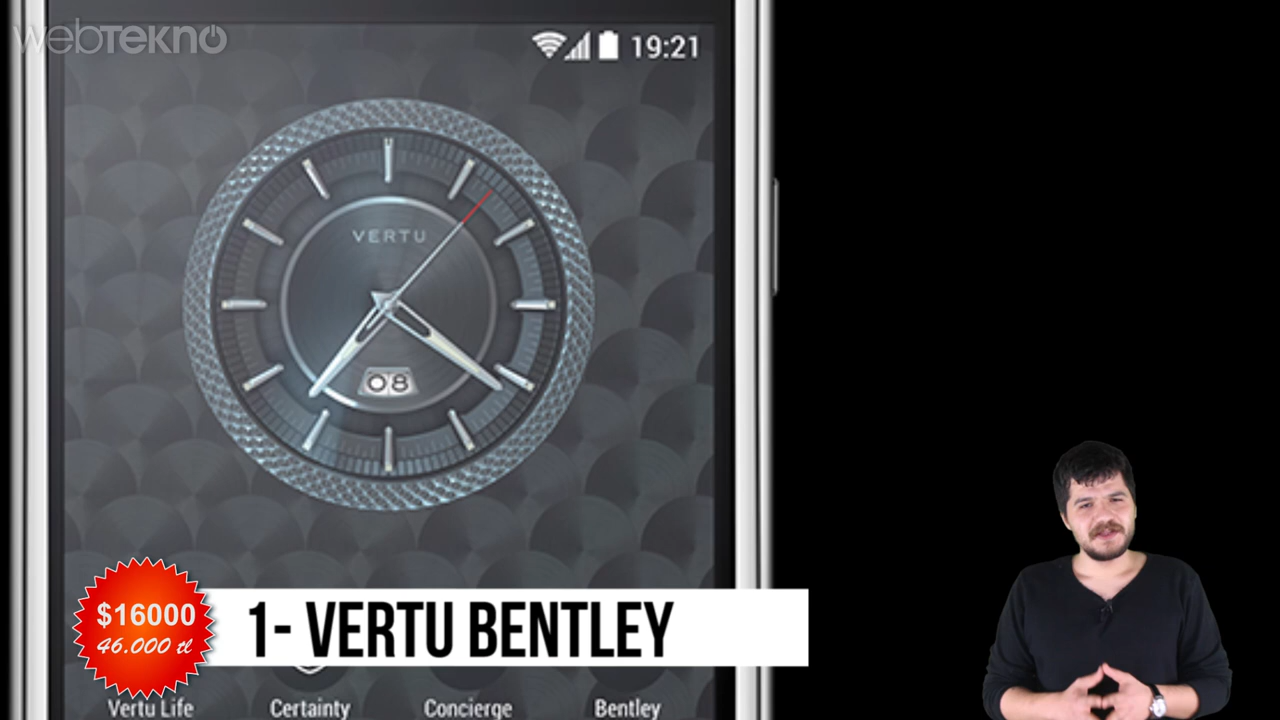 webTEKNO
19:21
VERTU
08
$16000
46.000 tl
1- VERTU BENTLEY
Vertu Life
Certainty
Concierge
Bentley